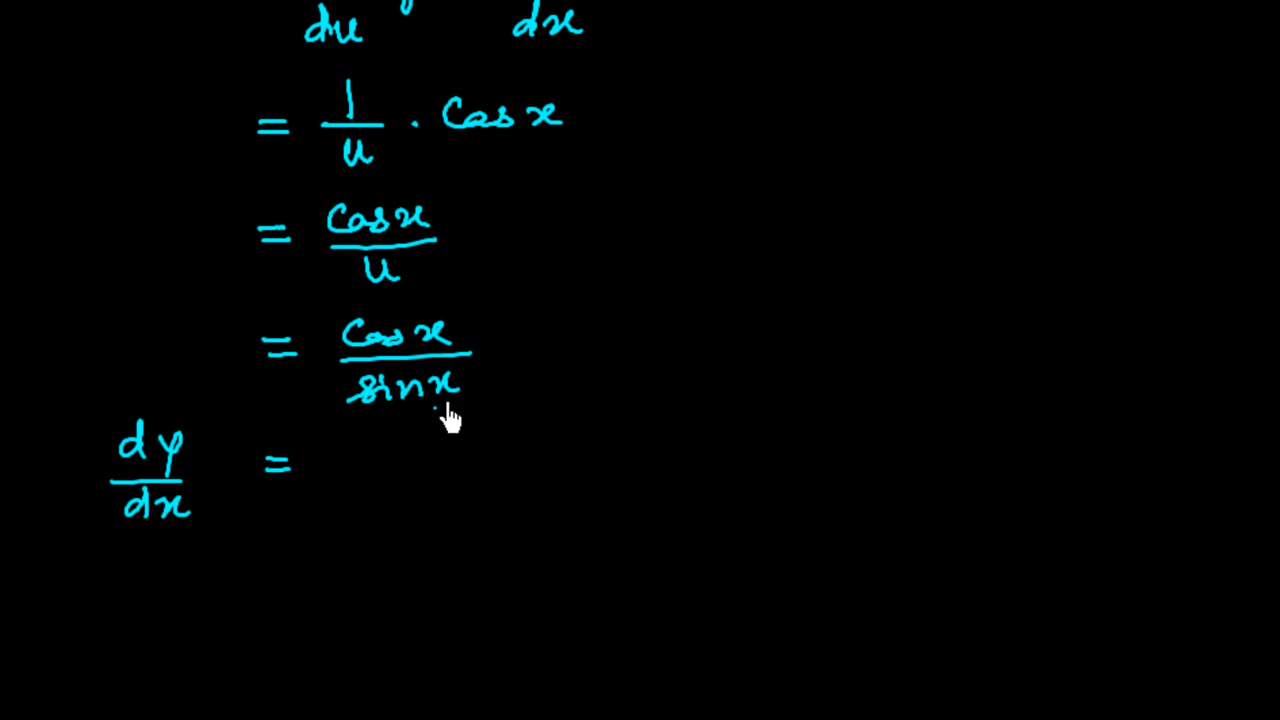 du dx
= 1/u . Cos x
= Cos x/u
= Cos x/sin x
dy/dx =